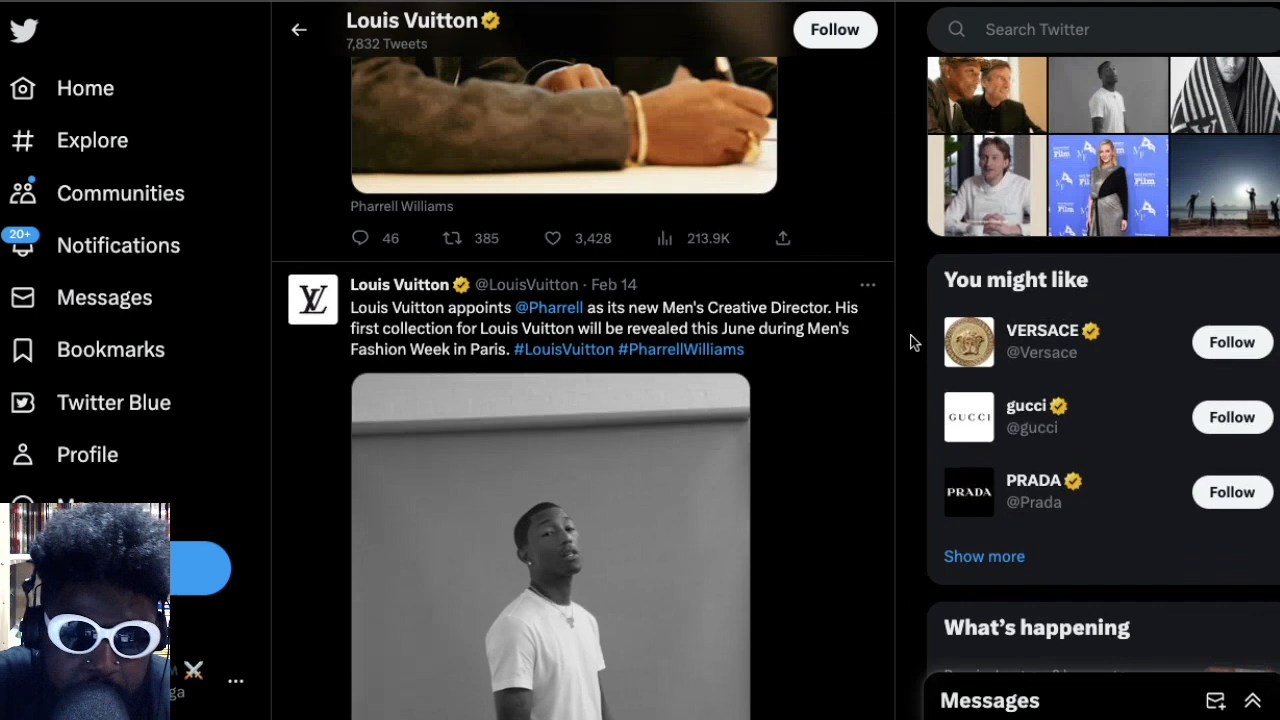 Louis Vuitton
7,832 Tweets
Follow
Search Twitter
Home
Explore
Communities
20+
Notifications
Messages
Bookmarks
Twitter Blue
Profile
ga
Pharrell Williams
46 385 3,428 213.9K
LV
Louis Vuitton @LouisVuitton · Feb 14
Louis Vuitton appoints @Pharrell as its new Men's Creative Director. His
first collection for Louis Vuitton will be revealed this June during Men's
Fashion Week in Paris. #LouisVuitton #PharrellWilliams
You might like
VERSACE
@Versace
Follow
GUCCI
gucci
@gucci
Follow
PRADA
PRADA
@Prada
Follow
Show more
What's happening
Messages